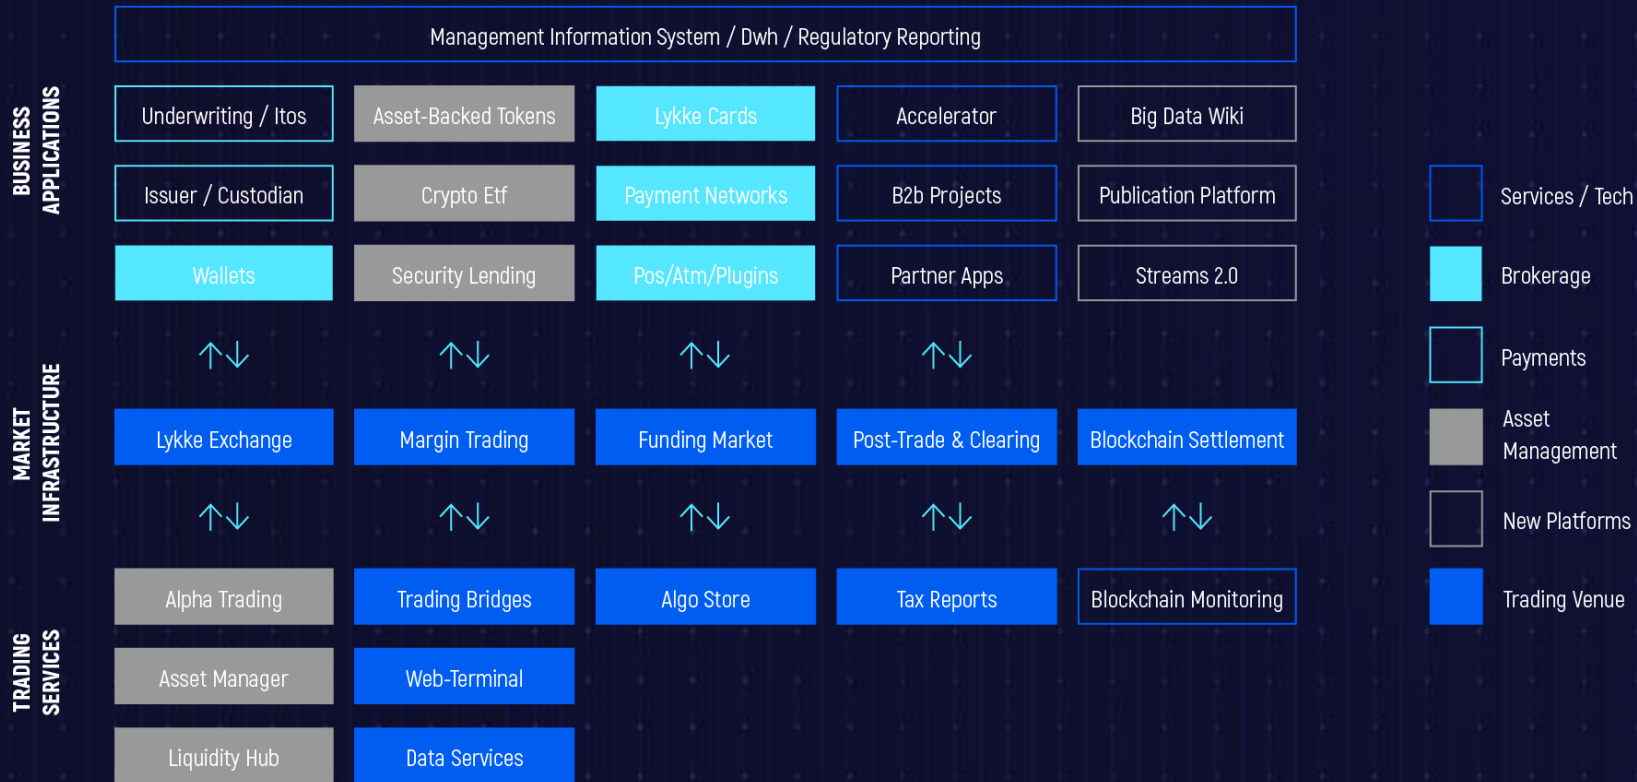 Management Information System / Dwh / Regulatory Reporting
BUSINESS
APPLICATIONS
Underwriting / Itos
Asset-Backed Tokens
Lykke Cards
Accelerator
Big Data Wiki
Issuer / Custodian
Crypto Etf
Payment Networks
B2b Projects
Publication Platform
Wallets
Security Lending
Pos/Atm/Plugins
Partner Apps
Streams 2.0
MARKET
INFRASTRUCTURE
Lykke Exchange
Margin Trading
Funding Market
Post-Trade & Clearing
Blockchain Settlement
TRADING
SERVICES
Alpha Trading
Trading Bridges
Algo Store
Tax Reports
Blockchain Monitoring
Asset Manager
Web-Terminal
Liquidity Hub
Data Services
Services / Tech
Brokerage
Payments
Asset
Management
New Platforms
Trading Venue